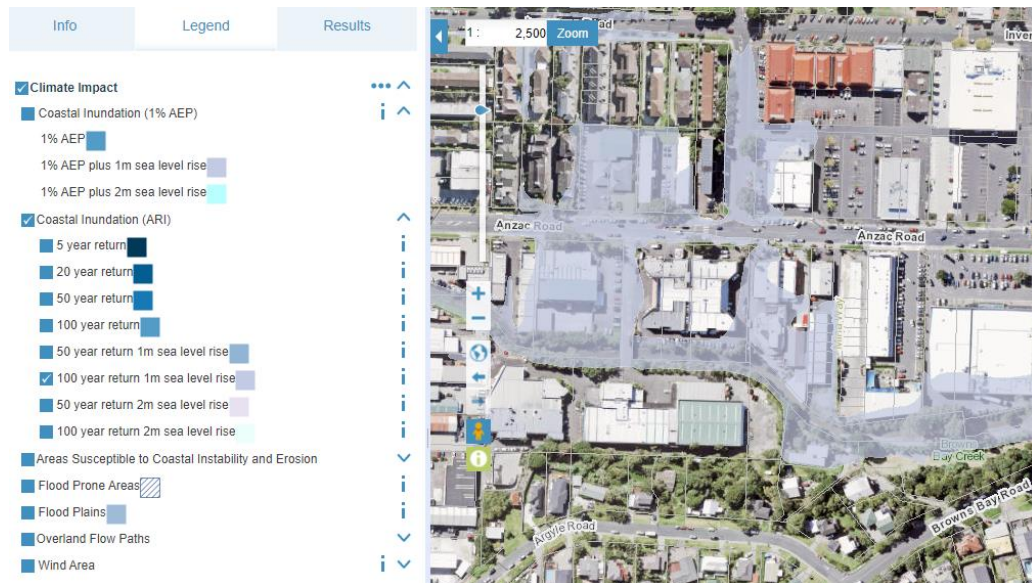 Info Legend Results
Climate Impact
Coastal Inundation (1% AEP)
1% AEP
1% AEP plus 1m sea level rise
1% AEP plus 2m sea level rise
Coastal Inundation (ARI)
5 year return
20 year return
50 year return
100 year return
50 year return 1m sea level rise
100 year return 1m sea level rise
50 year return 2m sea level rise
100 year return 2m sea level rise
Areas Susceptible to Coastal Instability and Erosion
Flood Prone Areas
Flood Plains
Overland Flow Paths
Wind Area
1 : 2,500 Zoom
Inver
Anzac Road
Anzac Road
Browns
Bay Creek
Browns Bay Road
Argyle Road